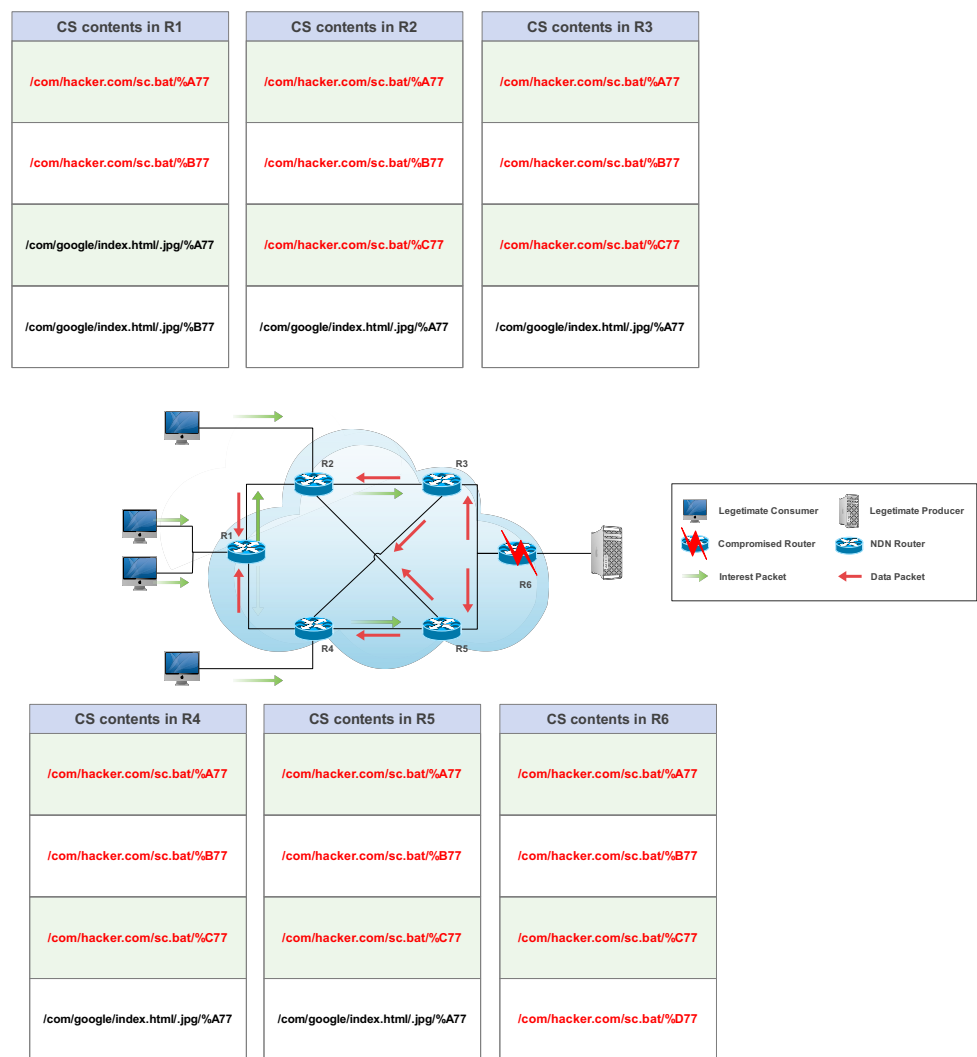 CS contents in R1
/com/hacker.com/sc.bat/%A77
/com/hacker.com/sc.bat/%B77
/com/google/index.html/.jpg/%A77
/com/google/index.html/.jpg/%B77
CS contents in R2
/com/hacker.com/sc.bat/%A77
/com/hacker.com/sc.bat/%B77
/com/hacker.com/sc.bat/%C77
/com/google/index.html/.jpg/%A77
CS contents in R3
/com/hacker.com/sc.bat/%A77
/com/hacker.com/sc.bat/%B77
/com/hacker.com/sc.bat/%C77
/com/google/index.html/.jpg/%A77
R2
R3
R1
R6
R4
R5
Legetimate Consumer
Legetimate Producer
Compromised Router
NDN Router
Interest Packet
Data Packet
CS contents in R4
/com/hacker.com/sc.bat/%A77
/com/hacker.com/sc.bat/%B77
/com/hacker.com/sc.bat/%C77
/com/google/index.html/.jpg/%A77
CS contents in R5
/com/hacker.com/sc.bat/%A77
/com/hacker.com/sc.bat/%B77
/com/hacker.com/sc.bat/%C77
/com/google/index.html/.jpg/%A77
CS contents in R6
/com/hacker.com/sc.bat/%A77
/com/hacker.com/sc.bat/%B77
/com/hacker.com/sc.bat/%C77
/com/hacker.com/sc.bat/%D77